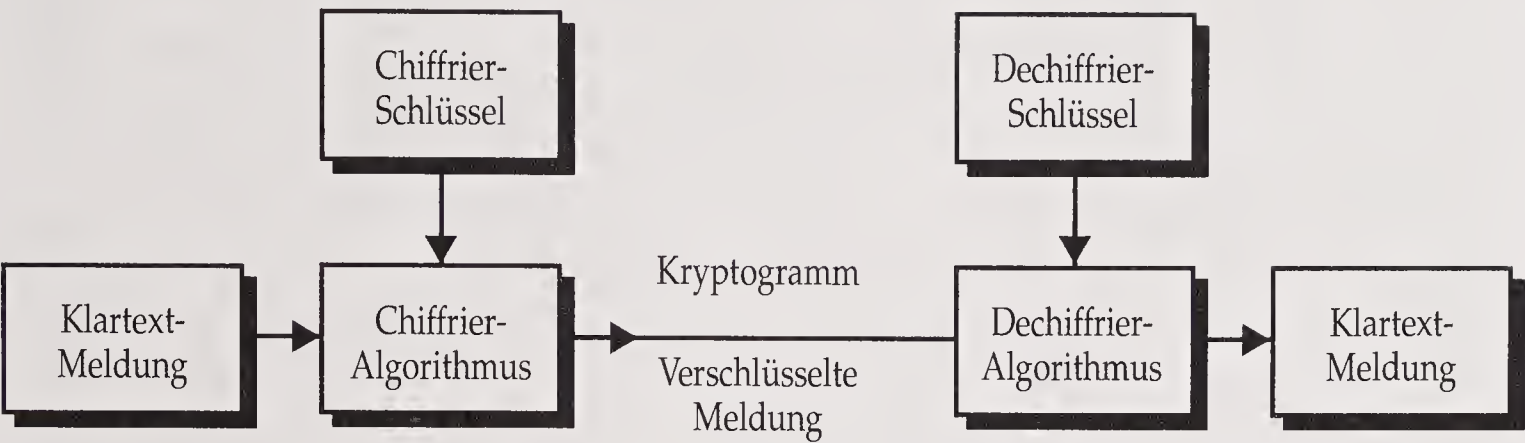 Chiffrier-
Schlüssel
Dechiffrier-
Schlüssel
Klartext-
Meldung
Chiffrier-
Algorithmus
Kryptogramm
Verschlüsselte
Meldung
Dechiffrier-
Algorithmus
Klartext-
Meldung